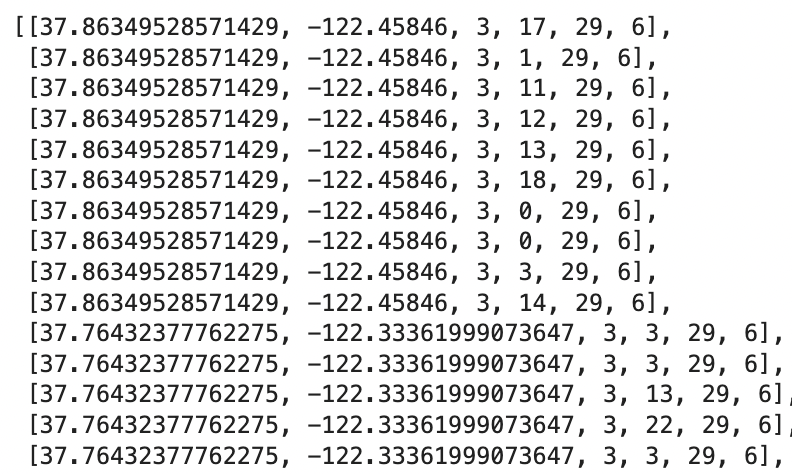 [[37.86349528571429, -122.45846, 3, 17, 29, 6],
[37.86349528571429, -122.45846, 3, 1, 29, 6],
[37.86349528571429, -122.45846, 3, 11, 29, 6],
[37.86349528571429, -122.45846, 3, 12, 29, 6],
[37.86349528571429, -122.45846, 3, 13, 29, 6],
[37.86349528571429, -122.45846, 3, 18, 29, 6],
[37.86349528571429, -122.45846, 3, 0, 29, 6],
[37.86349528571429, -122.45846, 3, 0, 29, 6],
[37.86349528571429, -122.45846, 3, 3, 29, 6],
[37.86349528571429, -122.45846, 3, 14, 29, 6],
[37.76432377762275, -122.33361999073647, 3, 3, 29, 6],
[37.76432377762275, -122.33361999073647, 3, 3, 29, 6],
[37.76432377762275, -122.33361999073647, 3, 13, 29, 6],
[37.76432377762275, -122.33361999073647, 3, 22, 29, 6],
[37.76432377762275, -122.33361999073647, 3, 3, 29, 6],